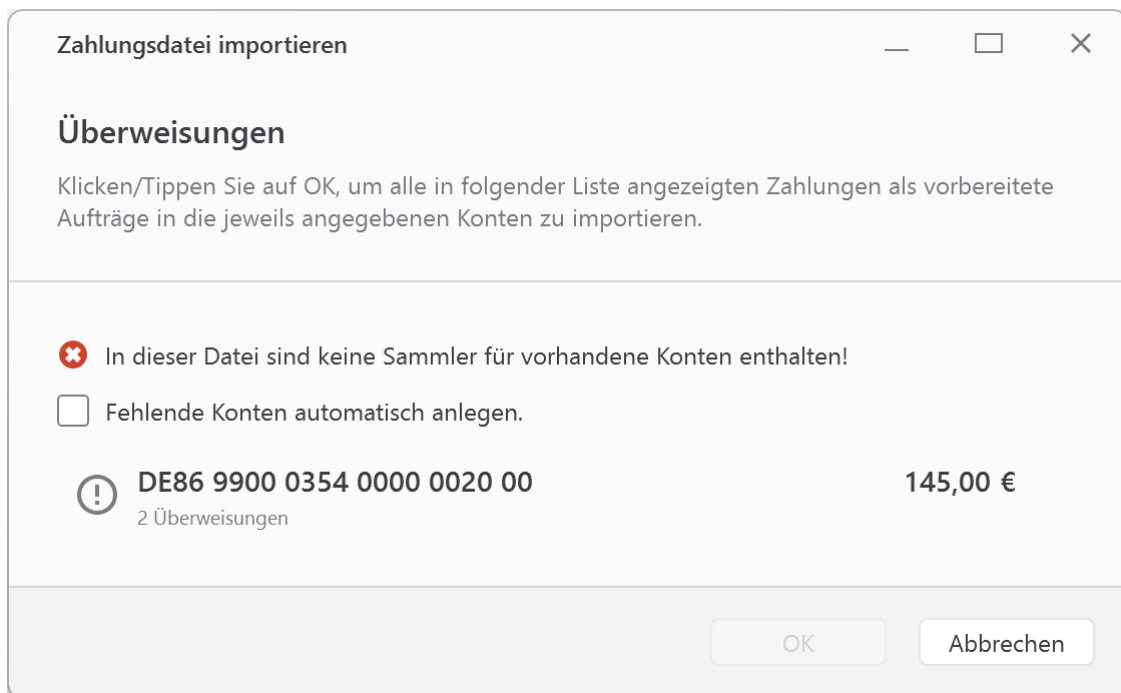 Zahlungsdatei importieren
Überweisungen
Klicken/Tippen Sie auf OK, um alle in folgender Liste angezeigten Zahlungen als vorbereitete
Aufträge in die jeweils angegebenen Konten zu importieren.
In dieser Datei sind keine Sammler für vorhandene Konten enthalten!
Fehlende Konten automatisch anlegen.
DE86 9900 0354 0000 0020 00 145,00 €
2 Überweisungen
OK Abbrechen